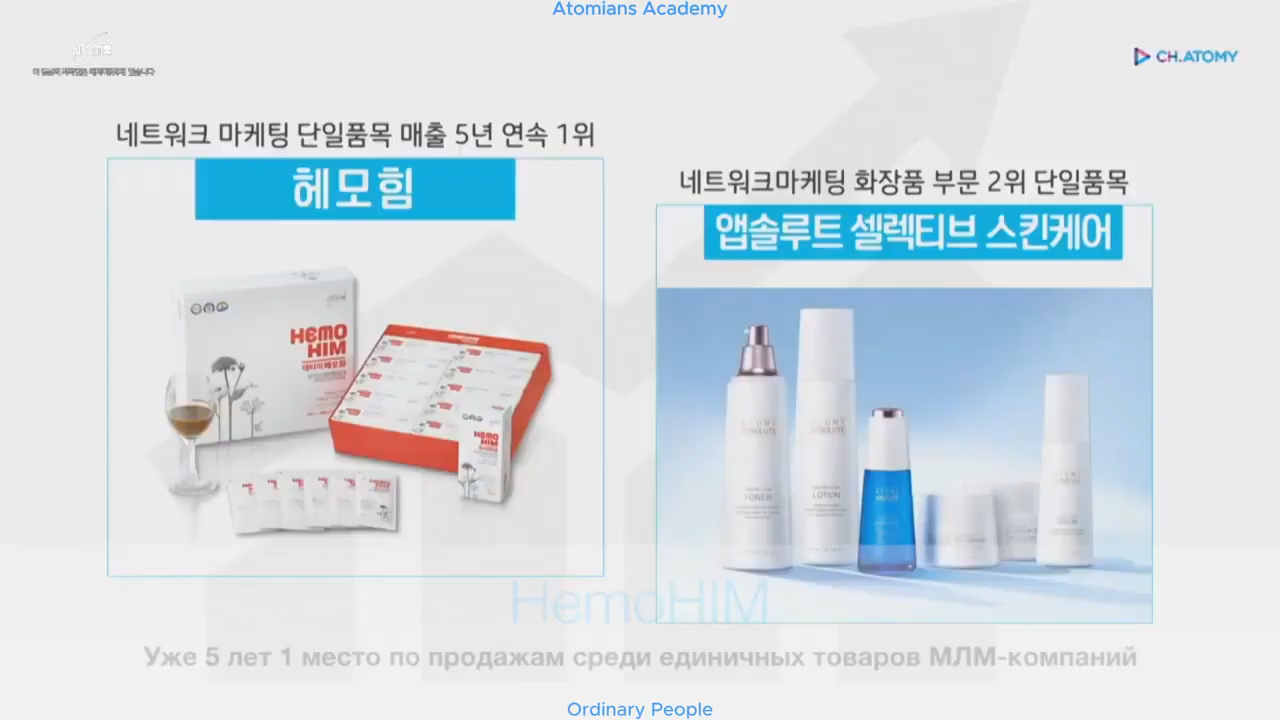 Atomians Academy
CH.ATOMY
네트워크 마케팅 단일품목 매출 5년 연속 1위
헤모힘
네트워크마케팅 화장품 부문 2위 단일품목
앱솔루트 셀렉티브 스킨케어
HEMO
HIM
HEMO
HIM
TONER
LOTION
HemoHIM
Уже 5 лет 1 место по продажам среди единичных товаров МЛМ-компаний
Ordinary People